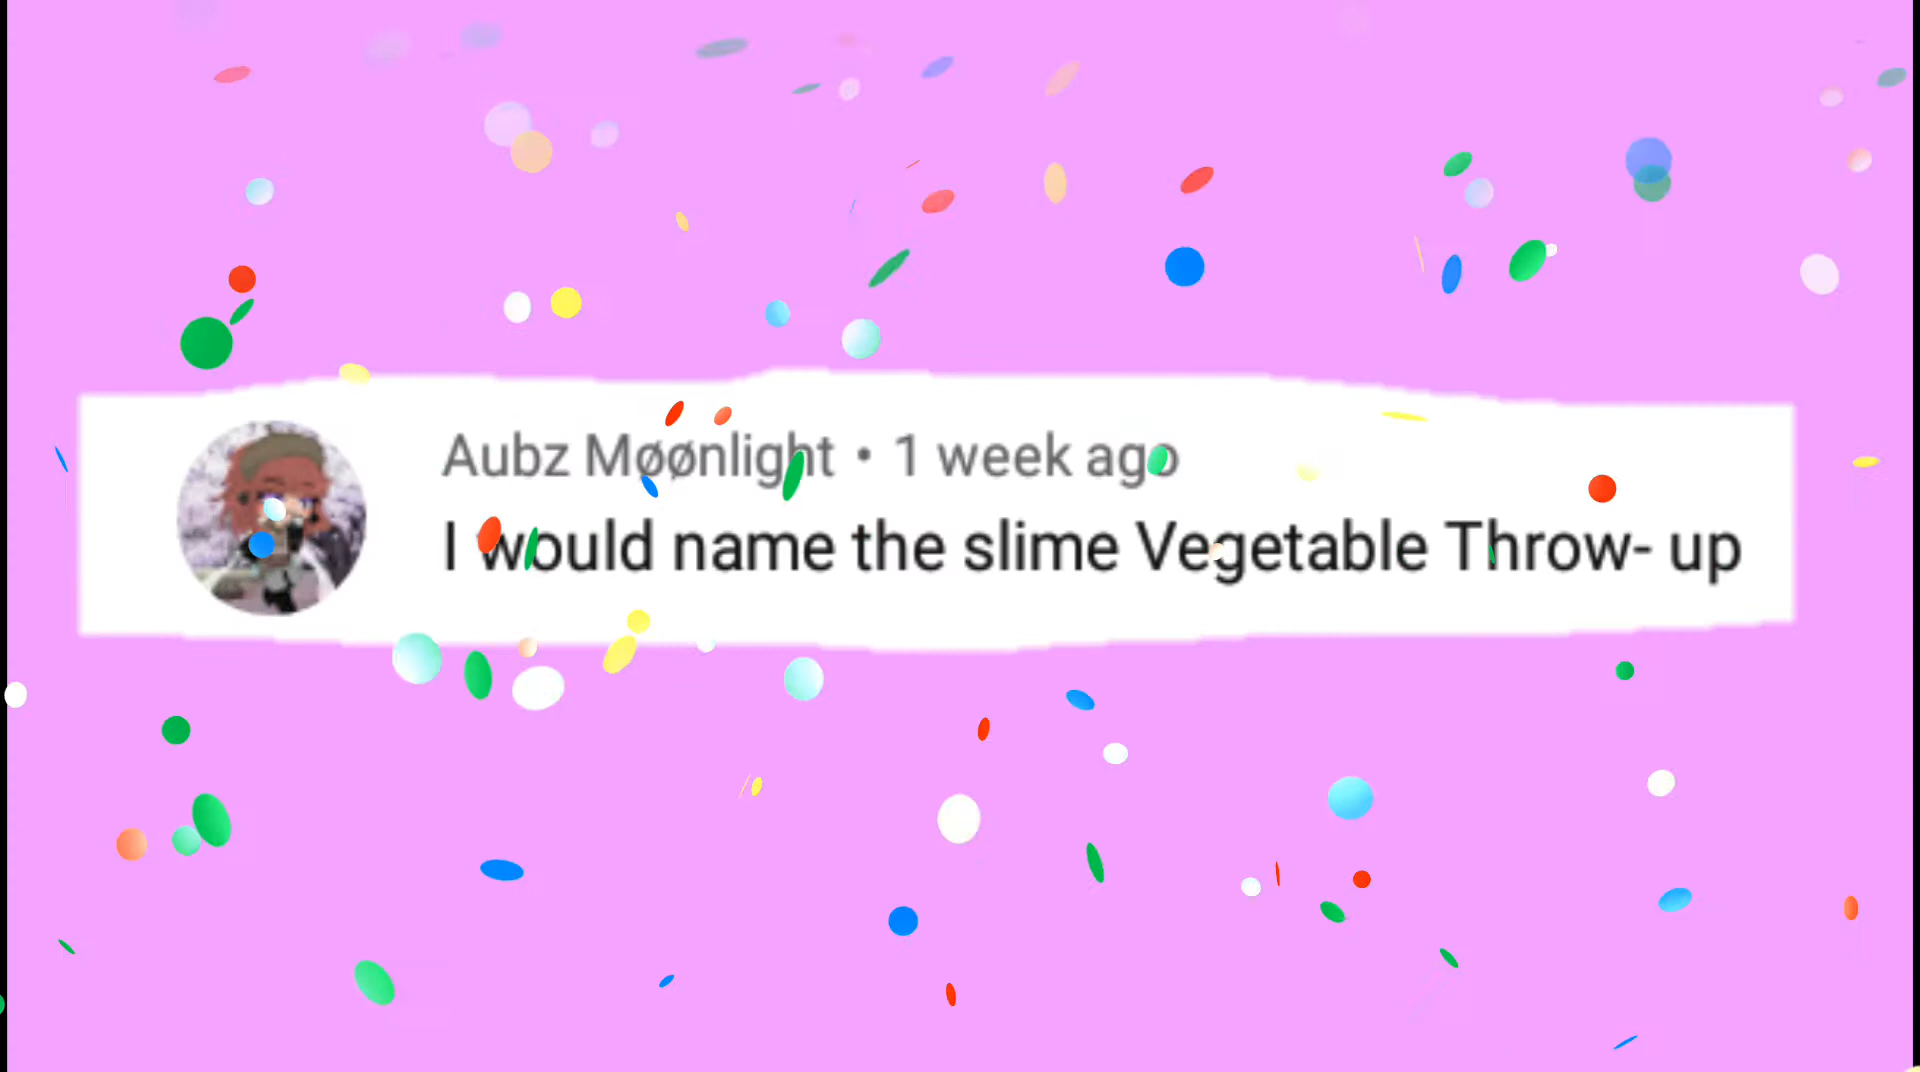 Aubz Møønlight • 1 week ago
I would name the slime Vegetable Throw- up